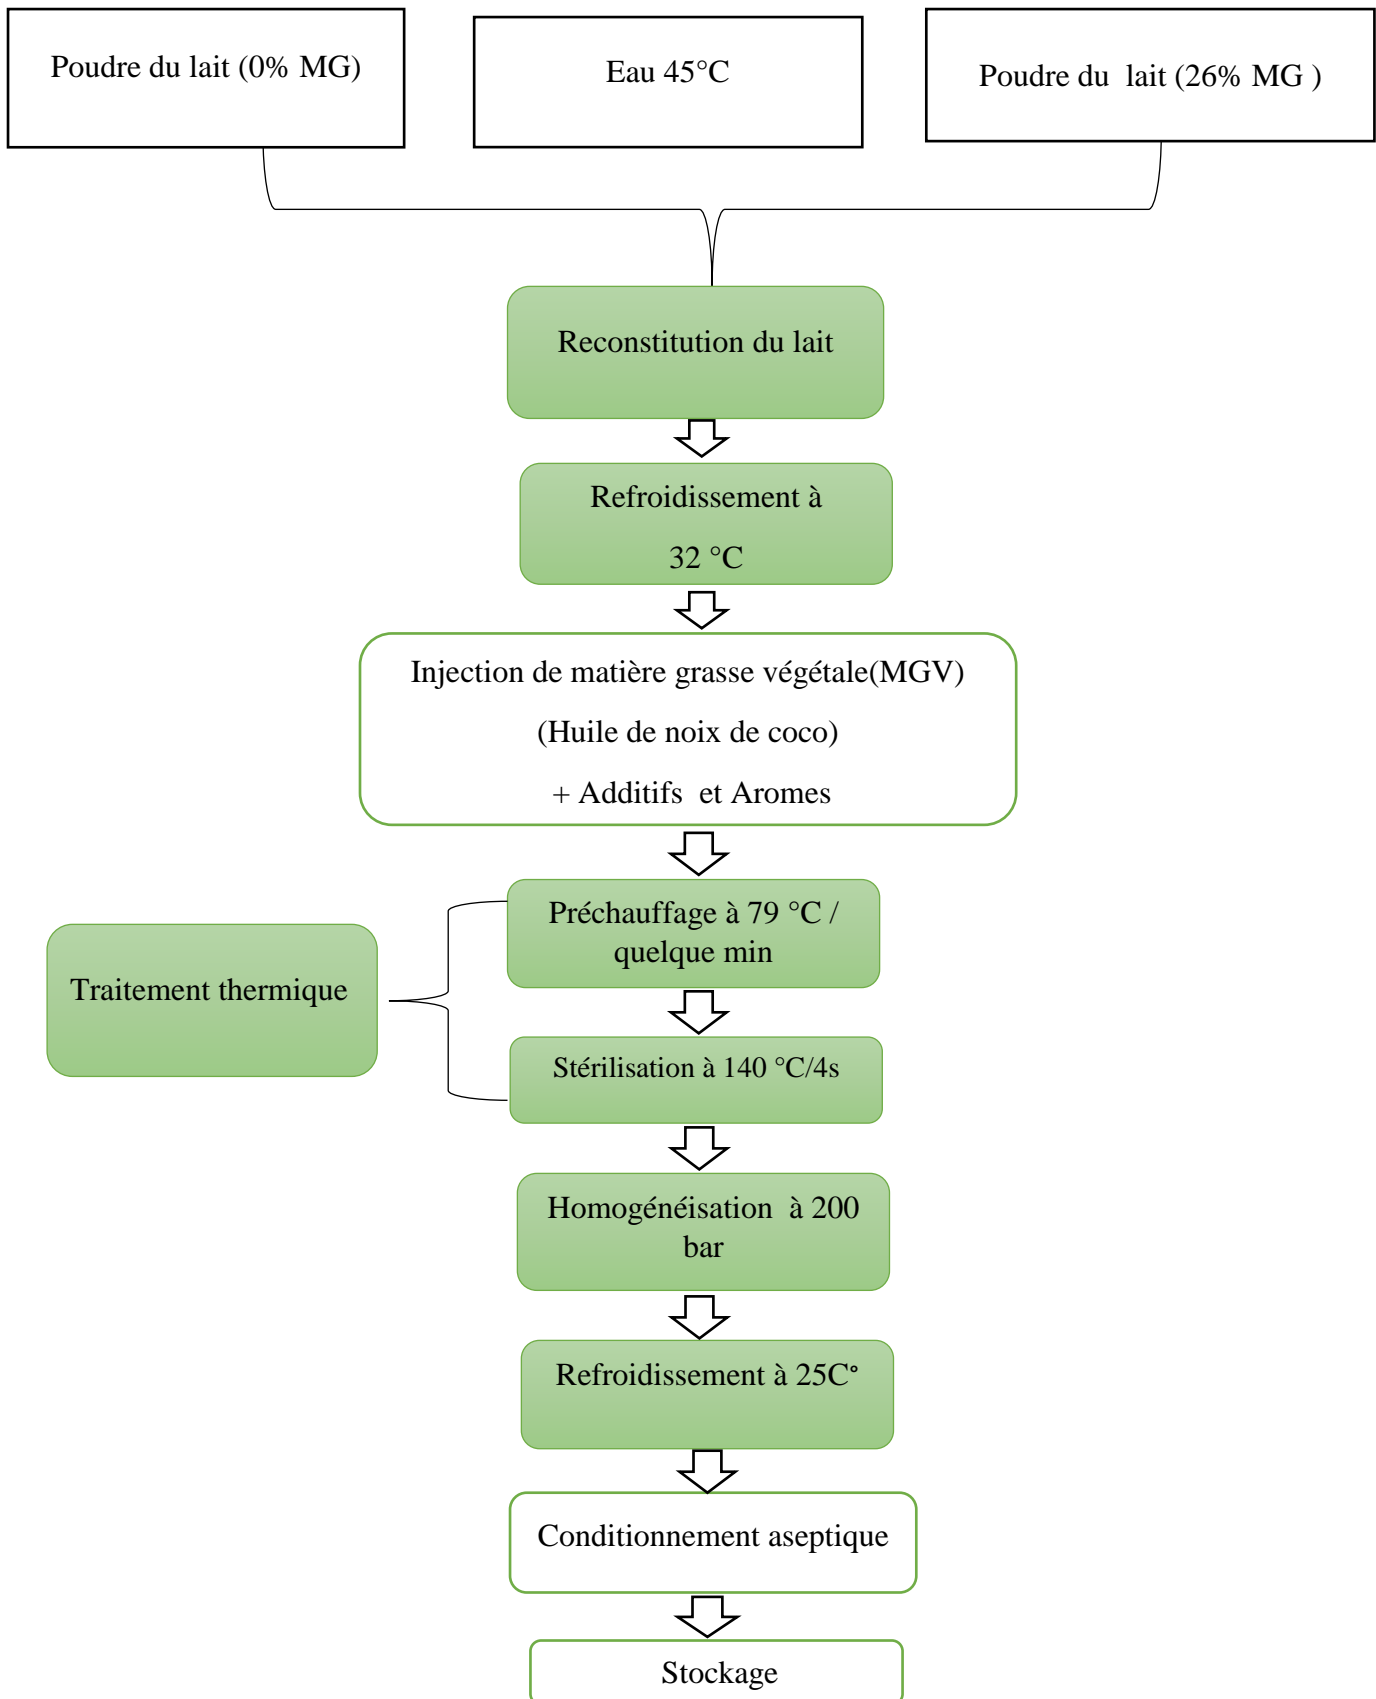 Poudre du lait (0% MG)
Eau 45°C
Poudre du lait (26% MG )
Reconstitution du lait
Refroidissement à
32 °C
Injection de matière grasse végétale(MGV)
(Huile de noix de coco)
+ Additifs et Aromes
Préchauffage à 79 °C /
quelque min
Traitement thermique
Stérilisation à 140 °C/4s
Homogénéisation à 200
bar
Refroidissement à 25C°
Conditionnement aseptique
Stockage